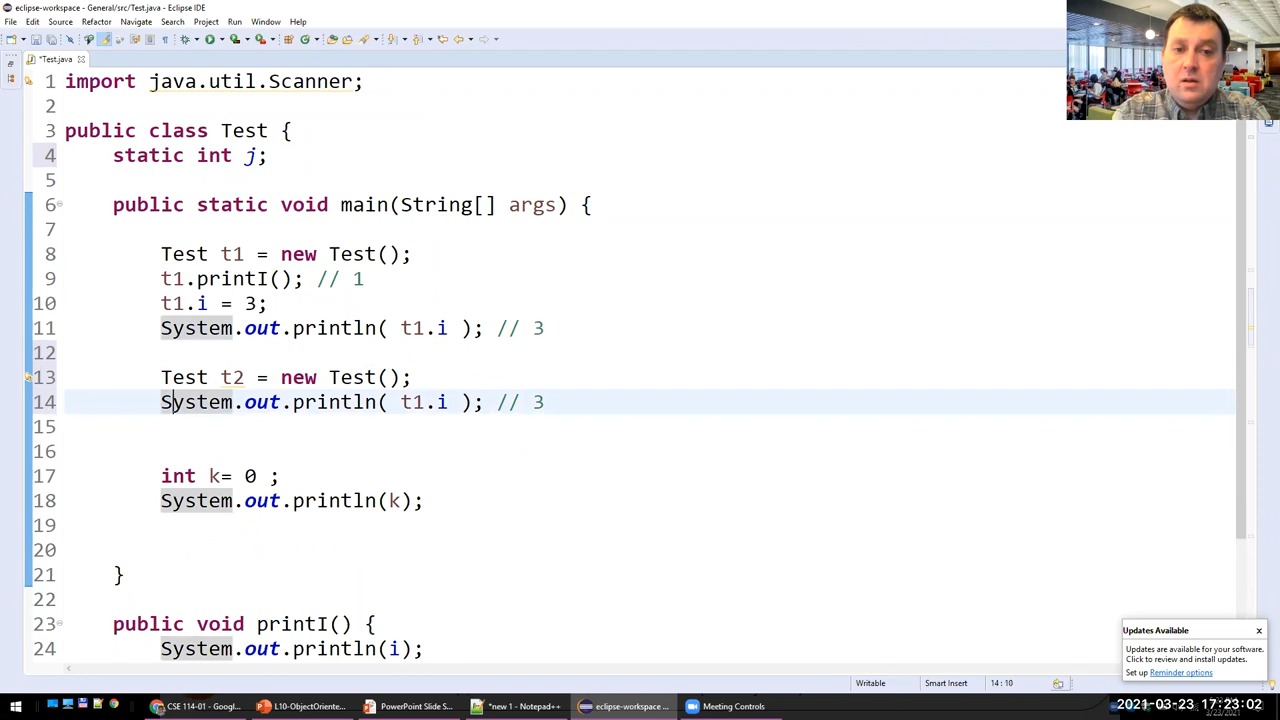 eclipse-workspace - General/src/Test.java - Eclipse IDE
File Edit Source Refactor Navigate Search Project Run Window Help
*Test.java
1 import java.util.Scanner;
2
3 public class Test {
4 static int j;
5
6 public static void main(String[] args) {
7
8 Test t1 = new Test();
9 t1.printI(); // 1
10 t1.i = 3;
11 System.out.println( t1.i ); // 3
12
13 Test t2 = new Test();
14 System.out.println( t1.i ); // 3
15
16
17 int k= 0 ;
18 System.out.println(k);
19
20
21 }
22
23 public void printI() {
24 System.out.println(i);
Updates Available
Updates are available for your software.
Click to review and install updates.
Set up Reminder options
Writable Smart Insert 14 : 10
CSE 114-01 - Googl... L10-ObjectOriente... PowerPoint Slide S... *new 1 - Notepad++ eclipse-workspace ... Meeting Controls
2021-03-23 17:23:02